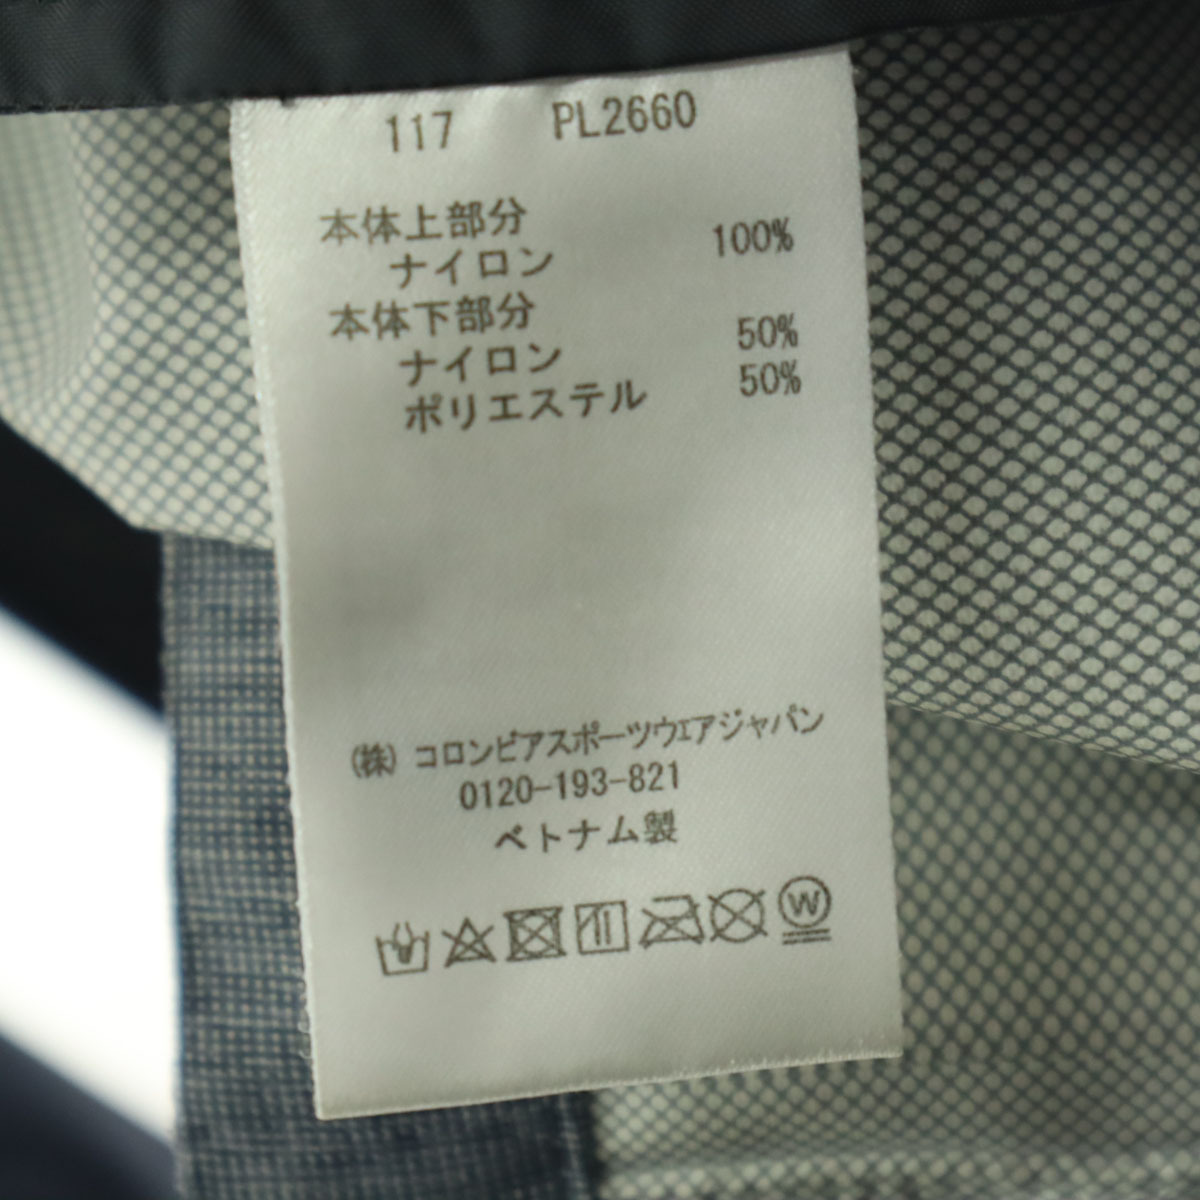 117 PL2660
本体上部分
ナイロン 100%
本体下部分
ナイロン 50%
ポリエステル 50%
(株) コロンビアスポーツウェアジャパン
0120-193-821
ベトナム製
W